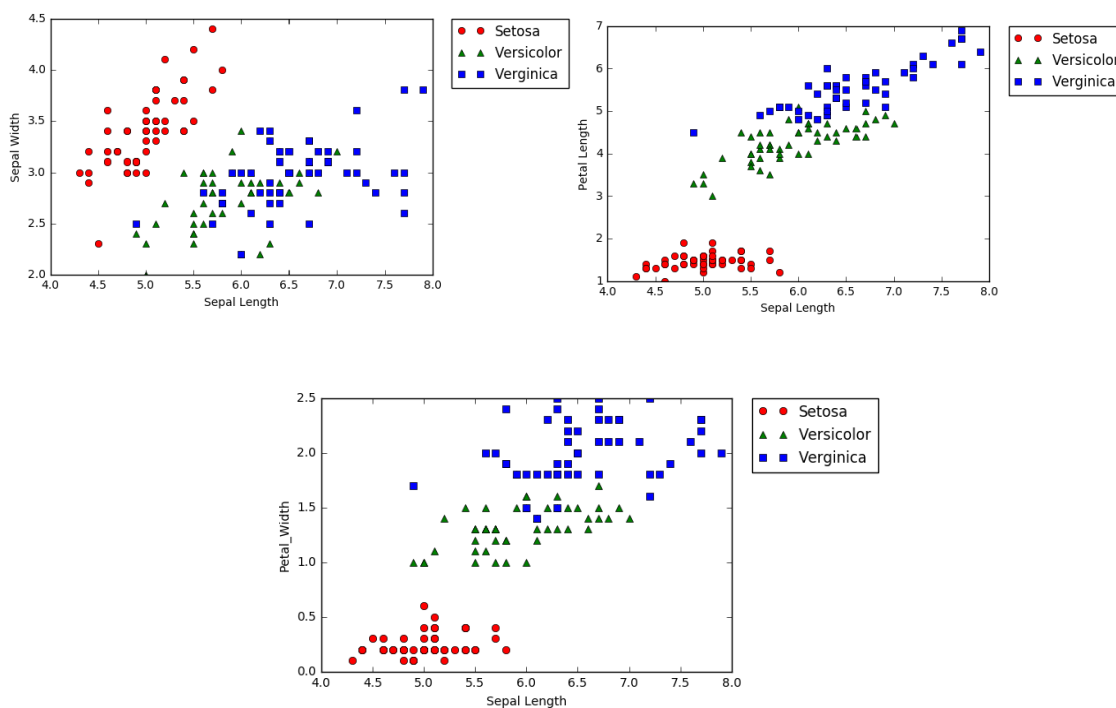 4.5
4.0
3.5
3.0
2.5
2.0
Sepal Width
4.0 4.5 5.0 5.5 6.0 6.5 7.0 7.5 8.0
Sepal Length
Setosa
Versicolor
Verginica
7
6
5
4
3
2
1
Petal Length
4.0 4.5 5.0 5.5 6.0 6.5 7.0 7.5 8.0
Sepal Length
Setosa
Versicolor
Verginica
2.5
2.0
1.5
1.0
0.5
0.0
Petal_Width
4.0 4.5 5.0 5.5 6.0 6.5 7.0 7.5 8.0
Sepal Length
Setosa
Versicolor
Verginica